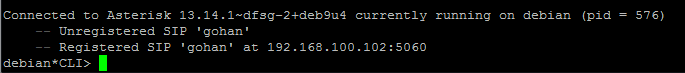 Connected to Asterisk 13.14.1~dfsg-2+deb9u4 currently running on debian (pid = 576)
-- Unregistered SIP 'gohan'
-- Registered SIP 'gohan' at 192.168.100.102:5060
debian*CLI>